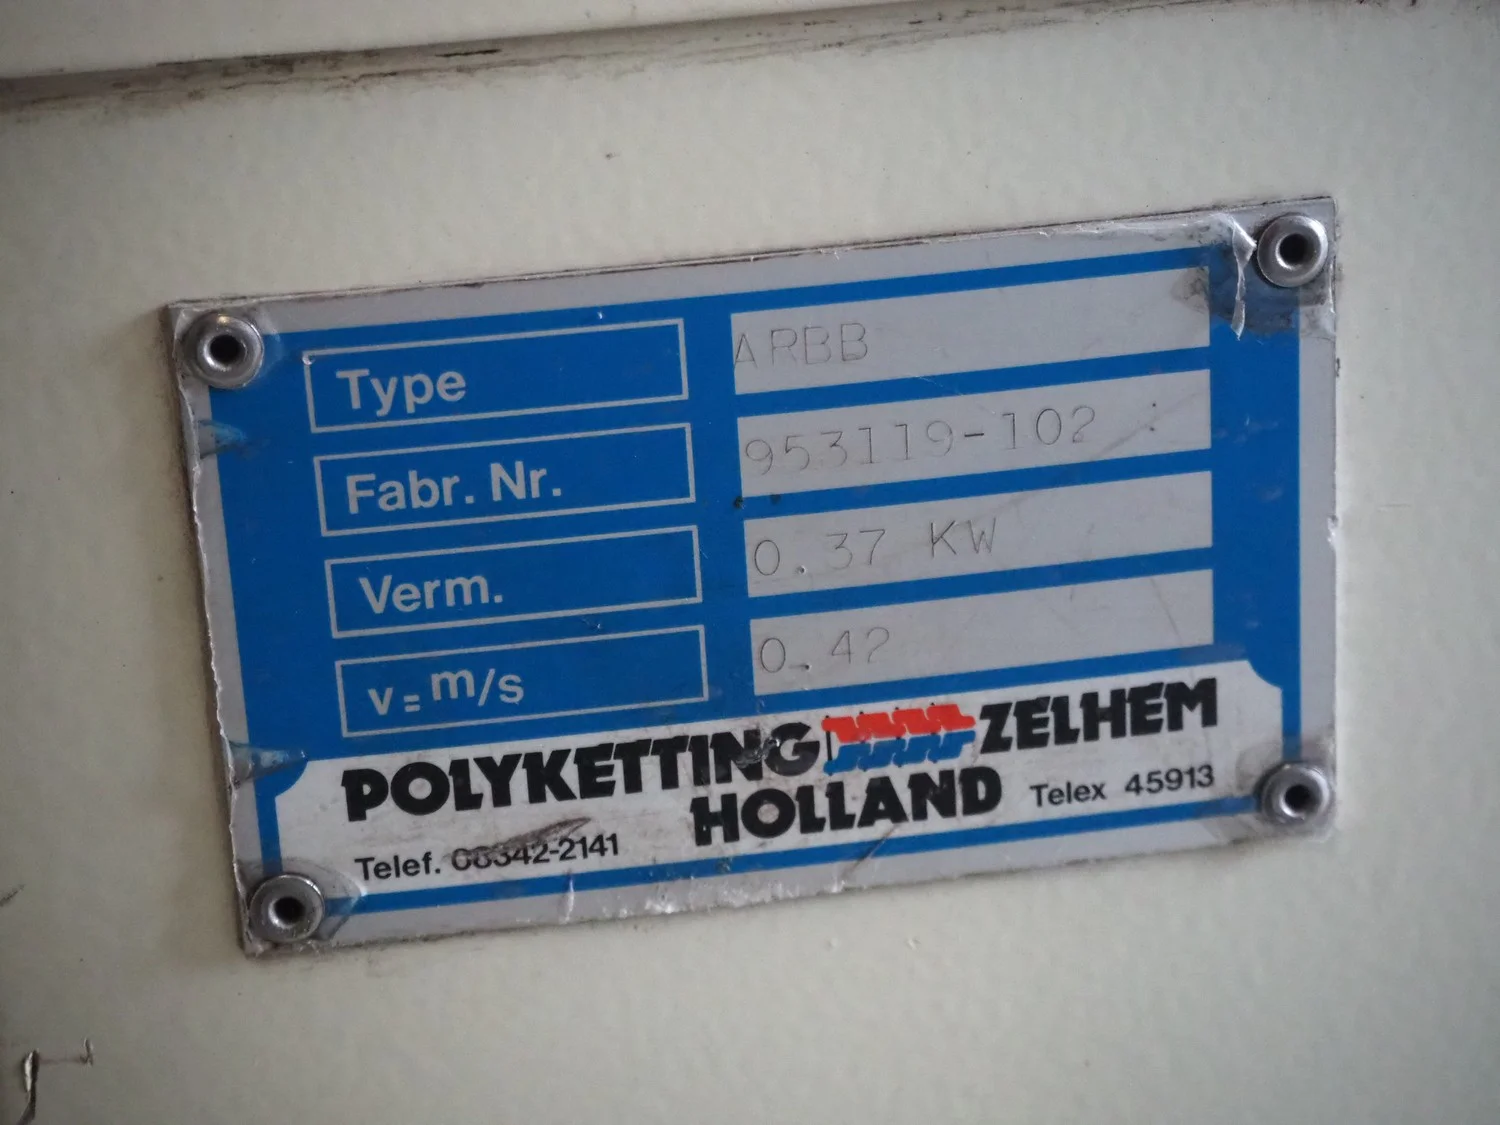 Type ARBB
Fabr. Nr. 953119-102
Verm. 0.37 KW
v=m/s 0.42
POLYKETTING ZELHEM
HOLLAND
Telef. 08342-2141 Telex 45913